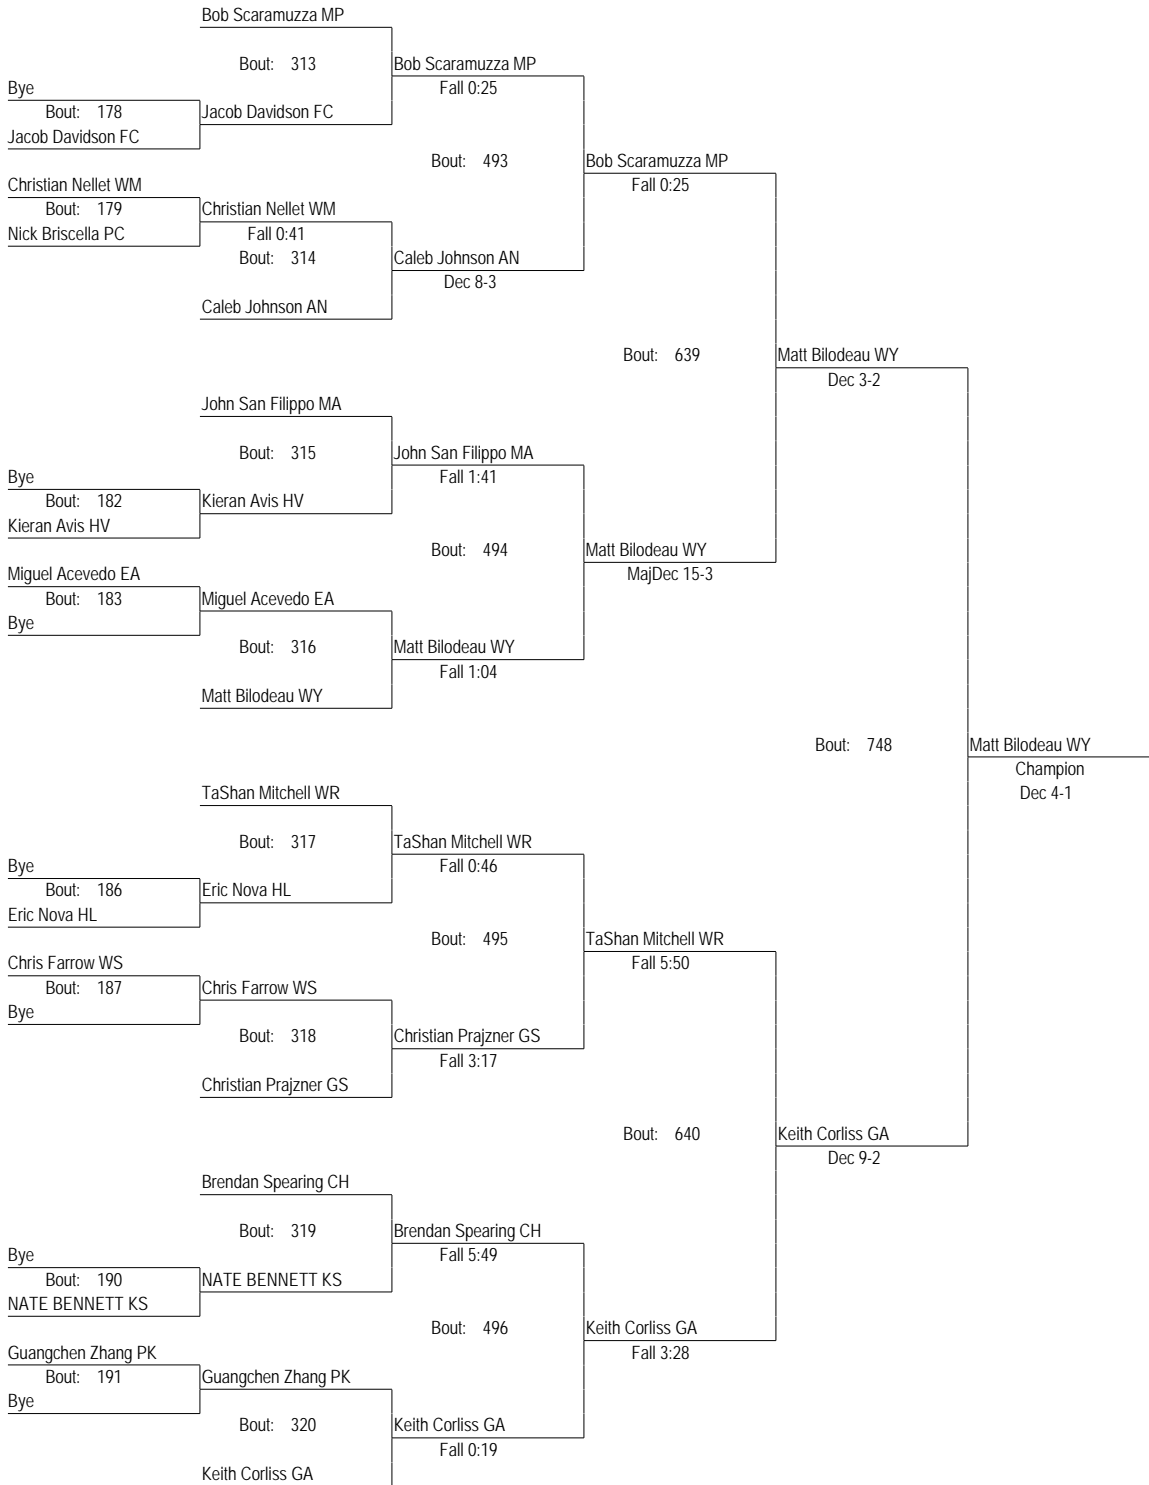 Bob Scaramuzza MP
Bout: 313
Bob Scaramuzza MP
Fall 0:25
Bye
Bout: 178
Jacob Davidson FC
Jacob Davidson FC
Bout: 493
Bob Scaramuzza MP
Fall 0:25
Christian Nellet WM
Bout: 179
Nick Briscella PC
Christian Nellet WM
Fall 0:41
Bout: 314
Caleb Johnson AN
Dec 8-3
Caleb Johnson AN
Bout: 639
Matt Bilodeau WY
Dec 3-2
John San Filippo MA
Bout: 315
John San Filippo MA
Fall 1:41
Bye
Bout: 182
Kieran Avis HV
Kieran Avis HV
Bout: 494
Matt Bilodeau WY
MajDec 15-3
Miguel Acevedo EA
Bout: 183
Bye
Miguel Acevedo EA
Bout: 316
Matt Bilodeau WY
Fall 1:04
Matt Bilodeau WY
Bout: 748
Matt Bilodeau WY
Champion
Dec 4-1
TaShan Mitchell WR
Bout: 317
TaShan Mitchell WR
Fall 0:46
Bye
Bout: 186
Eric Nova HL
Eric Nova HL
Bout: 495
TaShan Mitchell WR
Fall 5:50
Chris Farrow WS
Bout: 187
Bye
Chris Farrow WS
Bout: 318
Christian Prajzner GS
Fall 3:17
Christian Prajzner GS
Bout: 640
Keith Corliss GA
Dec 9-2
Brendan Spearing CH
Bout: 319
Brendan Spearing CH
Fall 5:49
Bye
Bout: 190
NATE BENNETT KS
NATE BENNETT KS
Bout: 496
Keith Corliss GA
Fall 3:28
Guangchen Zhang PK
Bout: 191
Bye
Guangchen Zhang PK
Bout: 320
Keith Corliss GA
Fall 0:19
Keith Corliss GA